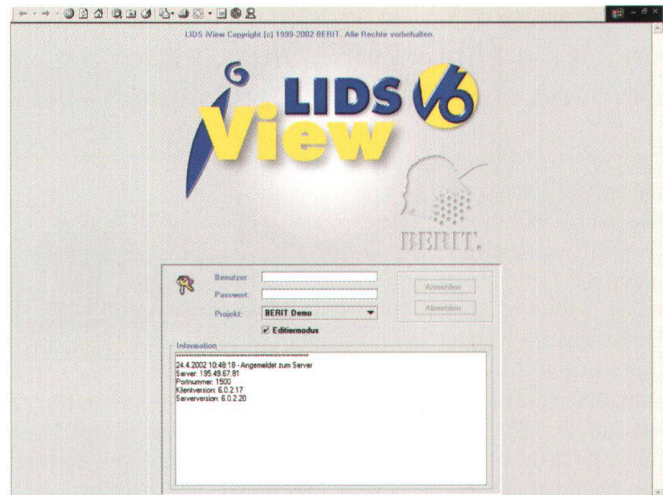 LIDS iView Copyright (c) 1999-2002 BERIT. Alle Rechte vorbehalten
LIDS V6
iView
BERIT.
Benutzer:
Passwort:
Projekt: BERIT Demo
Editiermodus
Anmelden
Abmelden
Information
24.4.2002 10:48:18 - Angemeldet zum Server
Server: 195.49.67.81
Portnummer: 1500
Klientversion: 6.0.2.17
Serverversion: 6.0.2.20